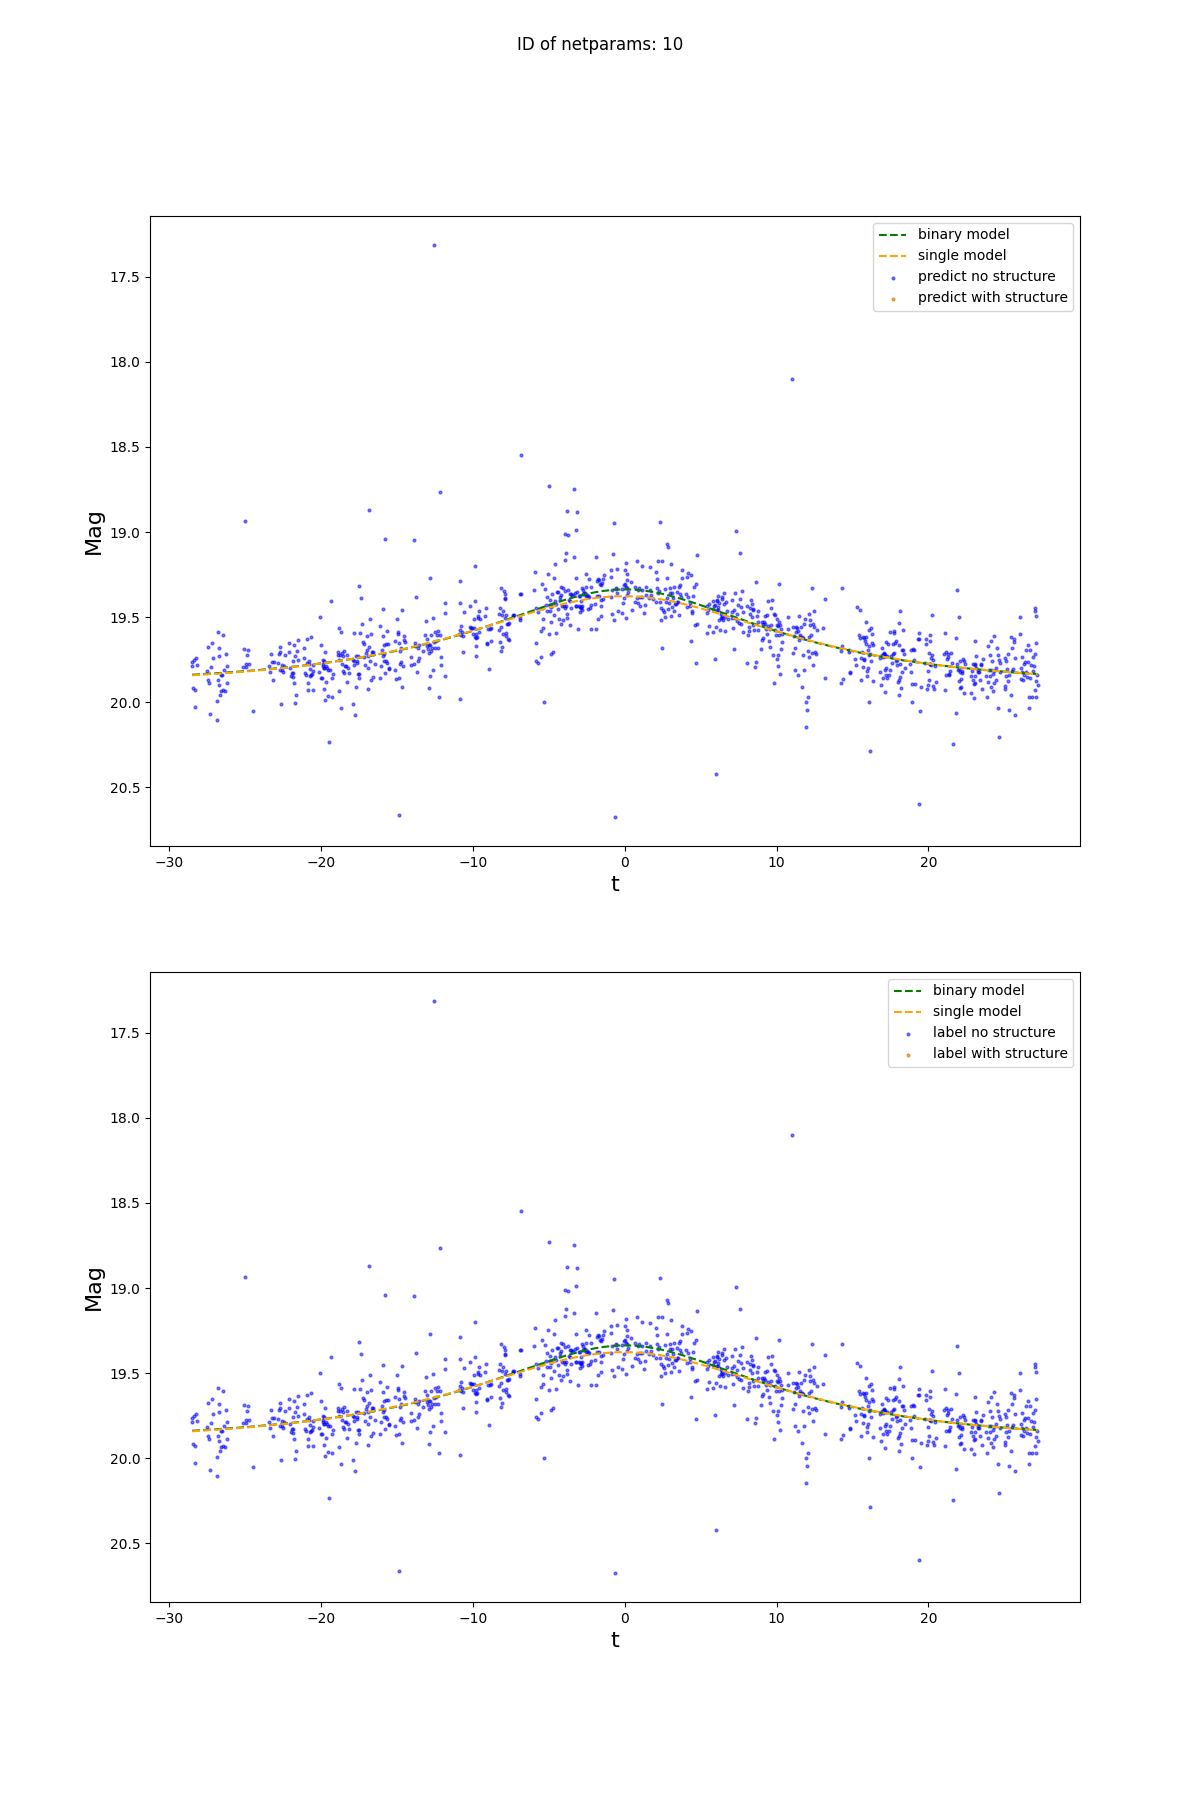 ID of netparams: 10
binary model
single model
predict no structure
predict with structure
17.5
18.0
18.5
19.0
19.5
20.0
20.5
Mag
−30
−20
−10
0
10
20
t
binary model
single model
label no structure
label with structure
17.5
18.0
18.5
19.0
19.5
20.0
20.5
Mag
−30
−20
−10
0
10
20
t